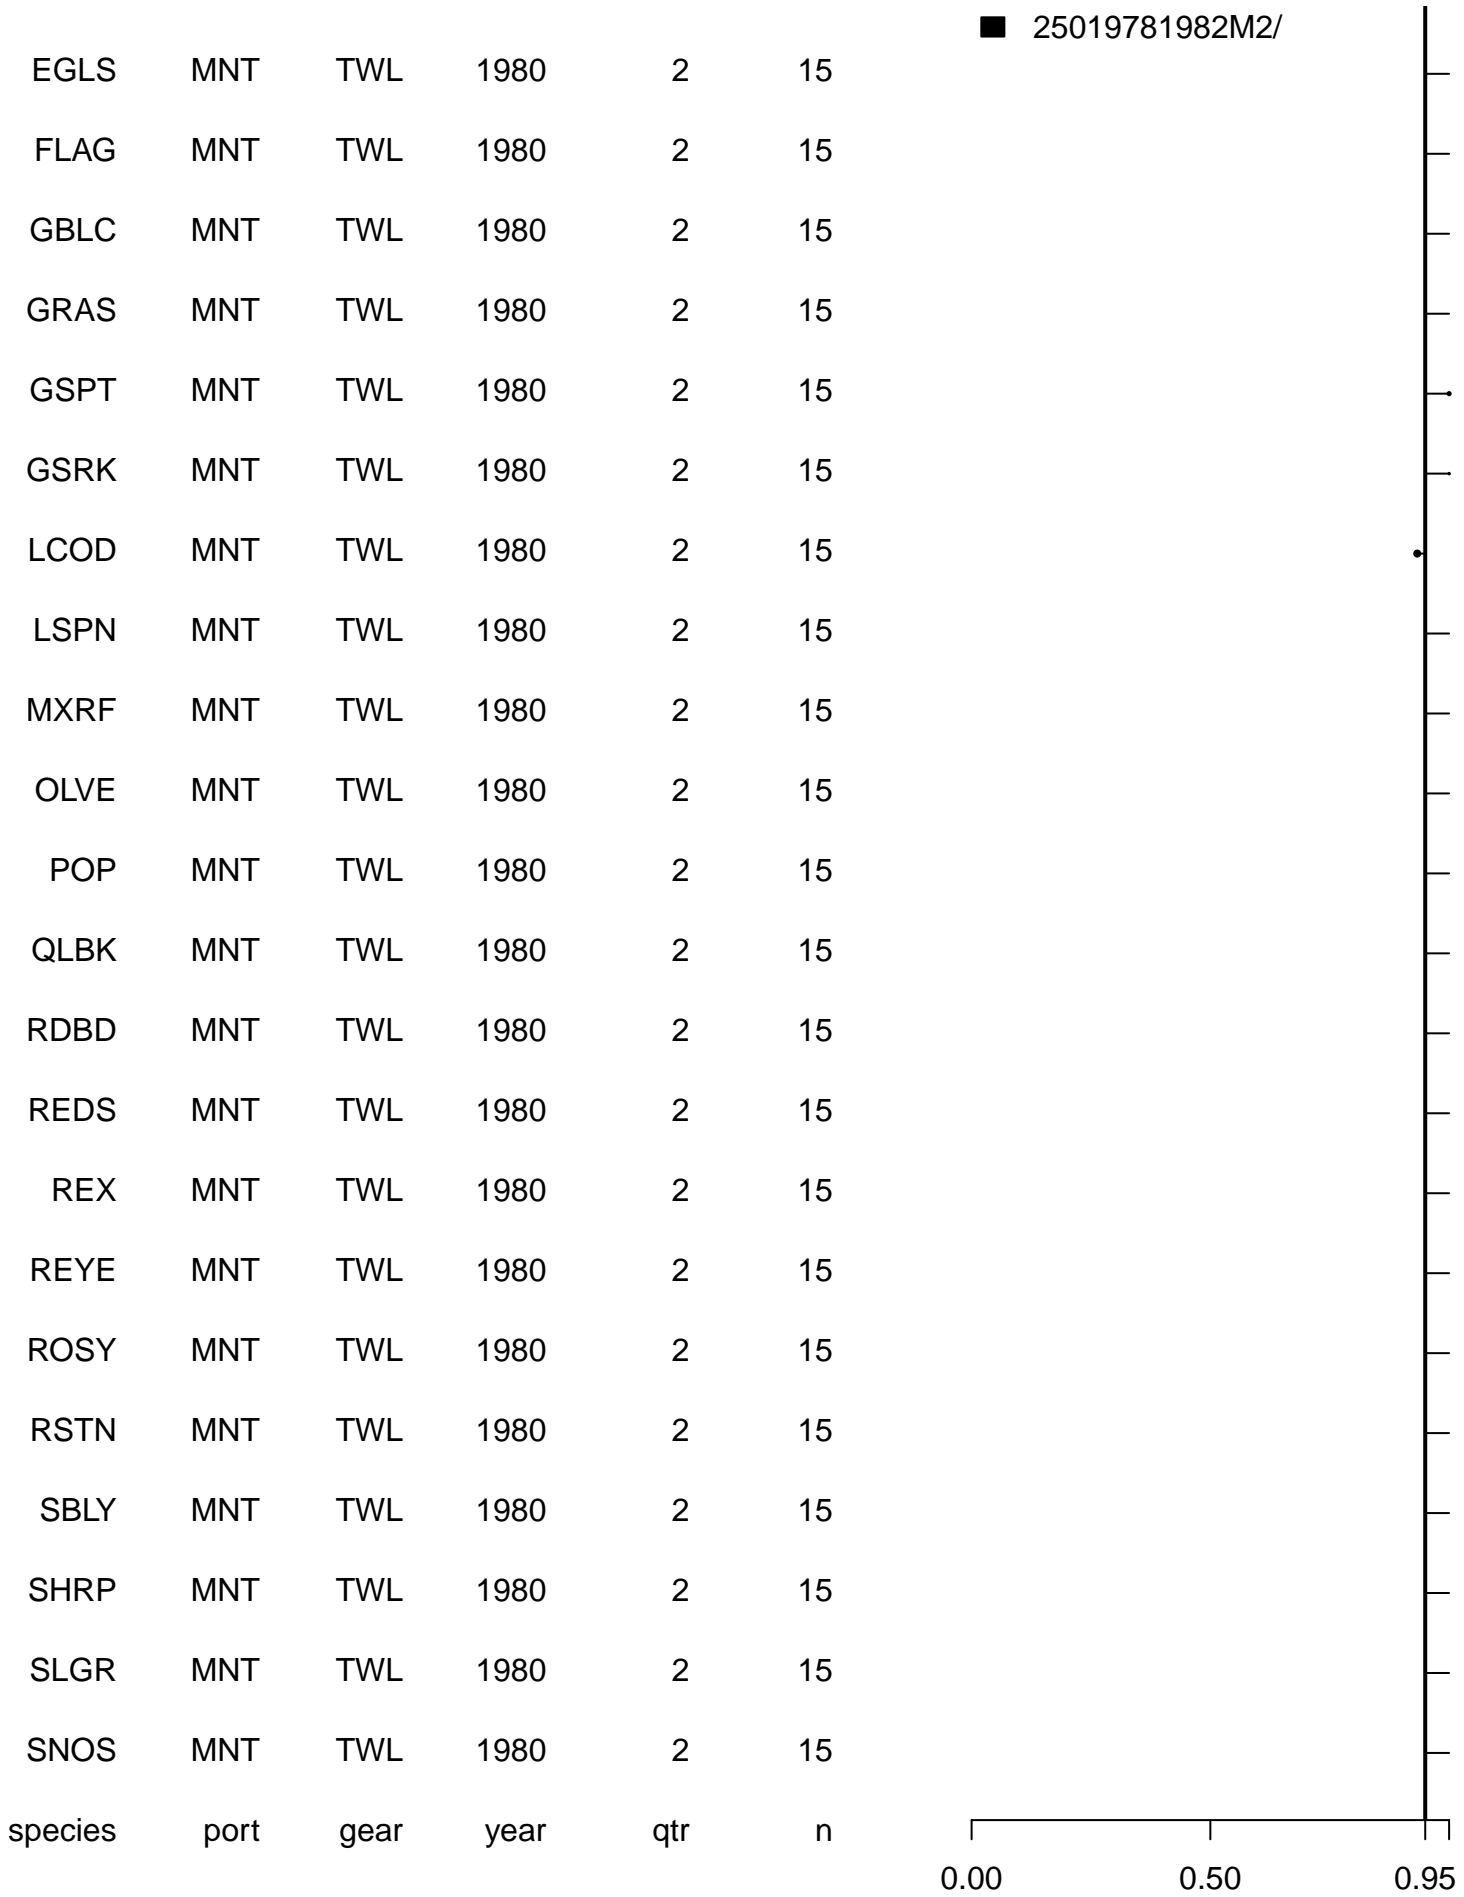 25019781982M2/
EGLS MNT TWL 1980 2 15
FLAG MNT TWL 1980 2 15
GBLC MNT TWL 1980 2 15
GRAS MNT TWL 1980 2 15
GSPT MNT TWL 1980 2 15
GSRK MNT TWL 1980 2 15
LCOD MNT TWL 1980 2 15
LSPN MNT TWL 1980 2 15
MXRF MNT TWL 1980 2 15
OLVE MNT TWL 1980 2 15
POP MNT TWL 1980 2 15
QLBK MNT TWL 1980 2 15
RDBD MNT TWL 1980 2 15
REDS MNT TWL 1980 2 15
REX MNT TWL 1980 2 15
REYE MNT TWL 1980 2 15
ROSY MNT TWL 1980 2 15
RSTN MNT TWL 1980 2 15
SBLY MNT TWL 1980 2 15
SHRP MNT TWL 1980 2 15
SLGR MNT TWL 1980 2 15
SNOS MNT TWL 1980 2 15
species port gear year qtr n
0.00 0.50 0.95